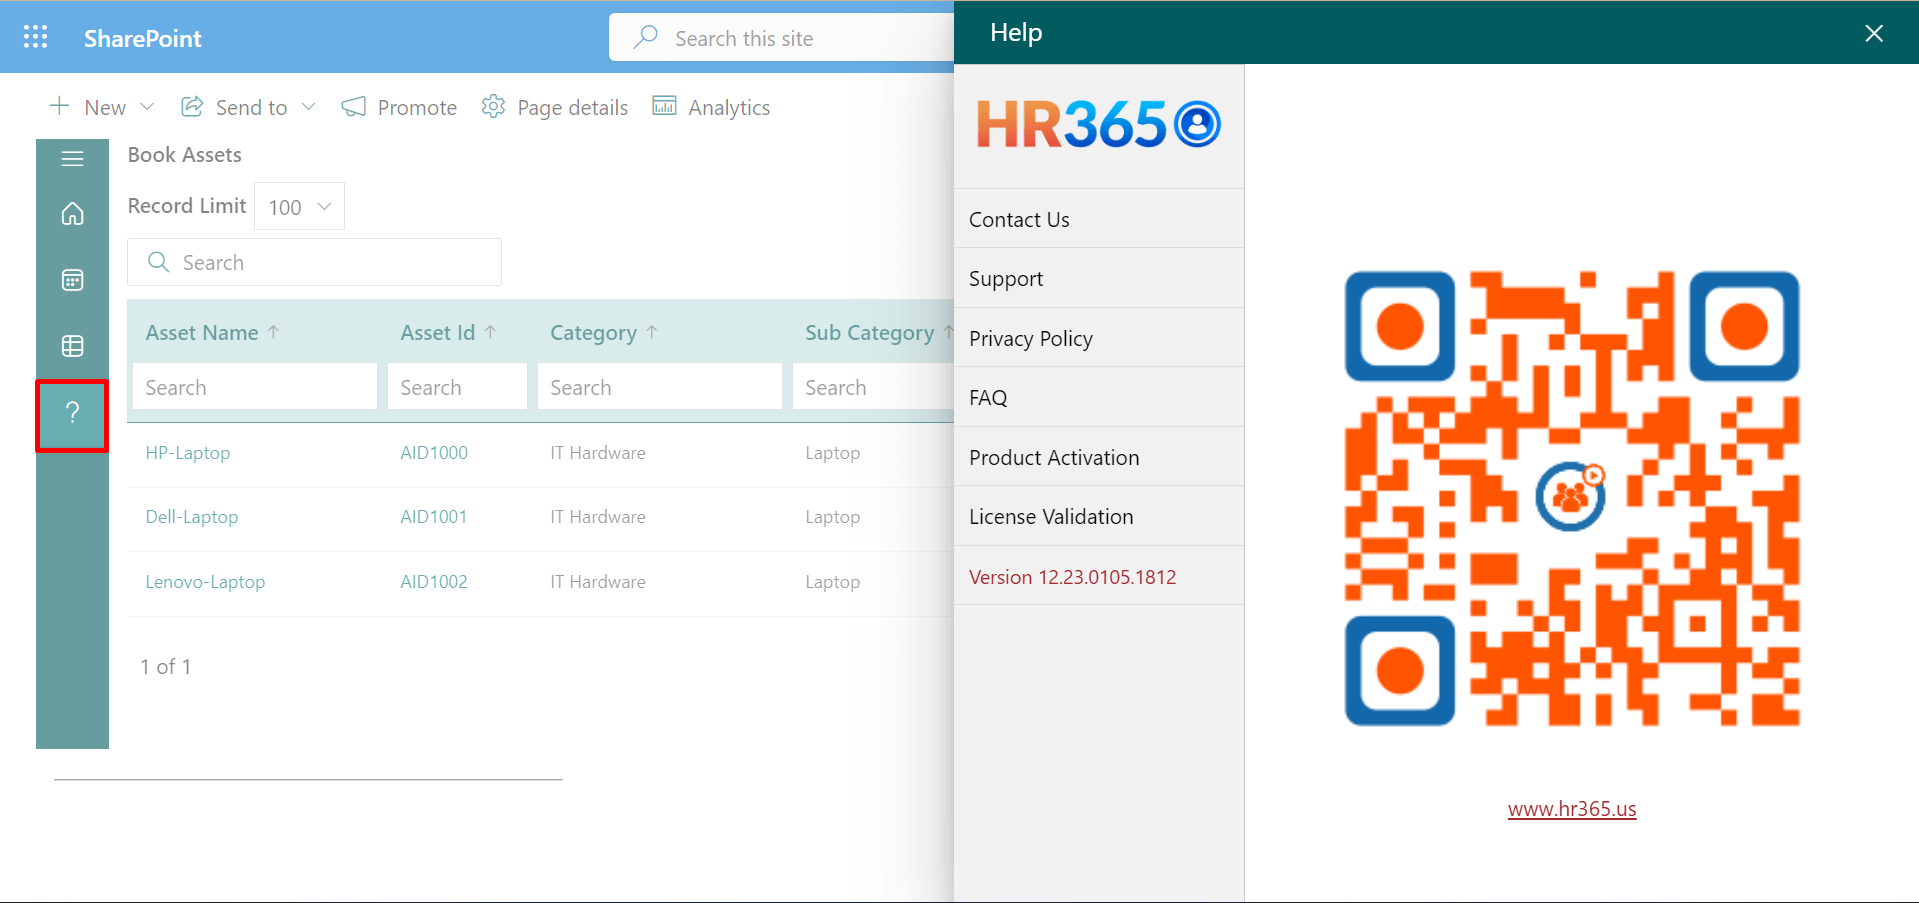 SharePoint
Search this site
New
Send to
Promote
Page details
Analytics
Book Assets
Record Limit 100
Search
Asset Name ↑ Asset Id ↑ Category ↑ Sub Category ↑
Search Search Search Search
HP-Laptop AID1000 IT Hardware Laptop
Dell-Laptop AID1001 IT Hardware Laptop
Lenovo-Laptop AID1002 IT Hardware Laptop
1 of 1
?
Help
HR365
Contact Us
Support
Privacy Policy
FAQ
Product Activation
License Validation
Version 12.23.0105.1812
www.hr365.us